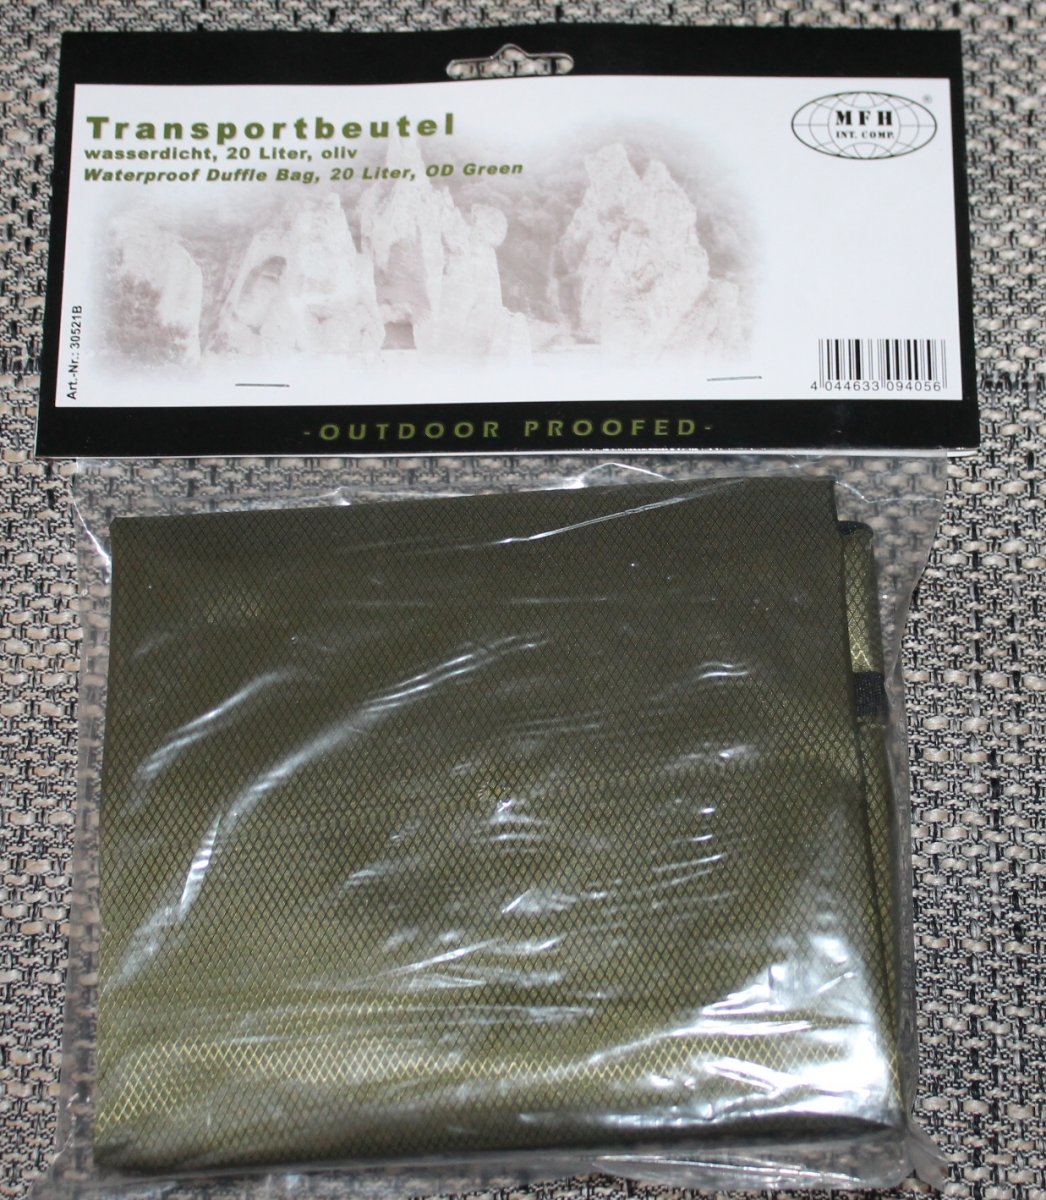 Transportbeutel
wasserdicht, 20 Liter, oliv
Waterproof Duffle Bag, 20 Liter, OD Green
MFH
INT. COMP.
®
Art.-Nr.: 30521B
4 044633 094056
-OUTDOOR PROOFED-